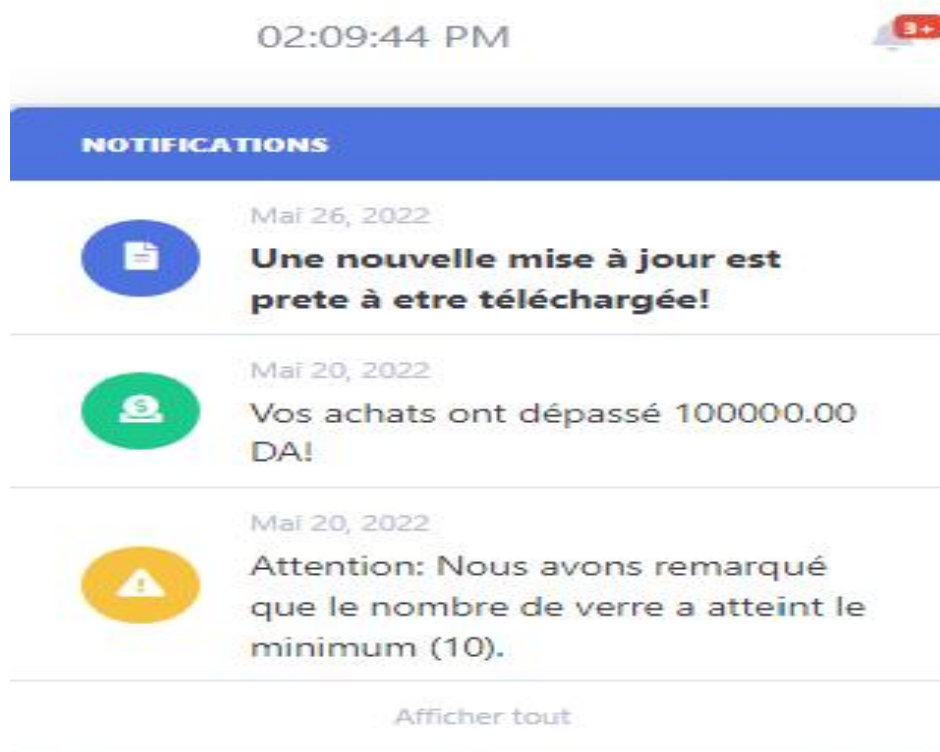 02:09:44 PM
3+
NOTIFICATIONS
Mai 26, 2022
Une nouvelle mise à jour est
prete à etre téléchargée!
Mai 20, 2022
Vos achats ont dépassé 100000.00
DA!
Mai 20, 2022
Attention: Nous avons remarqué
que le nombre de verre a atteint le
minimum (10).
Afficher tout